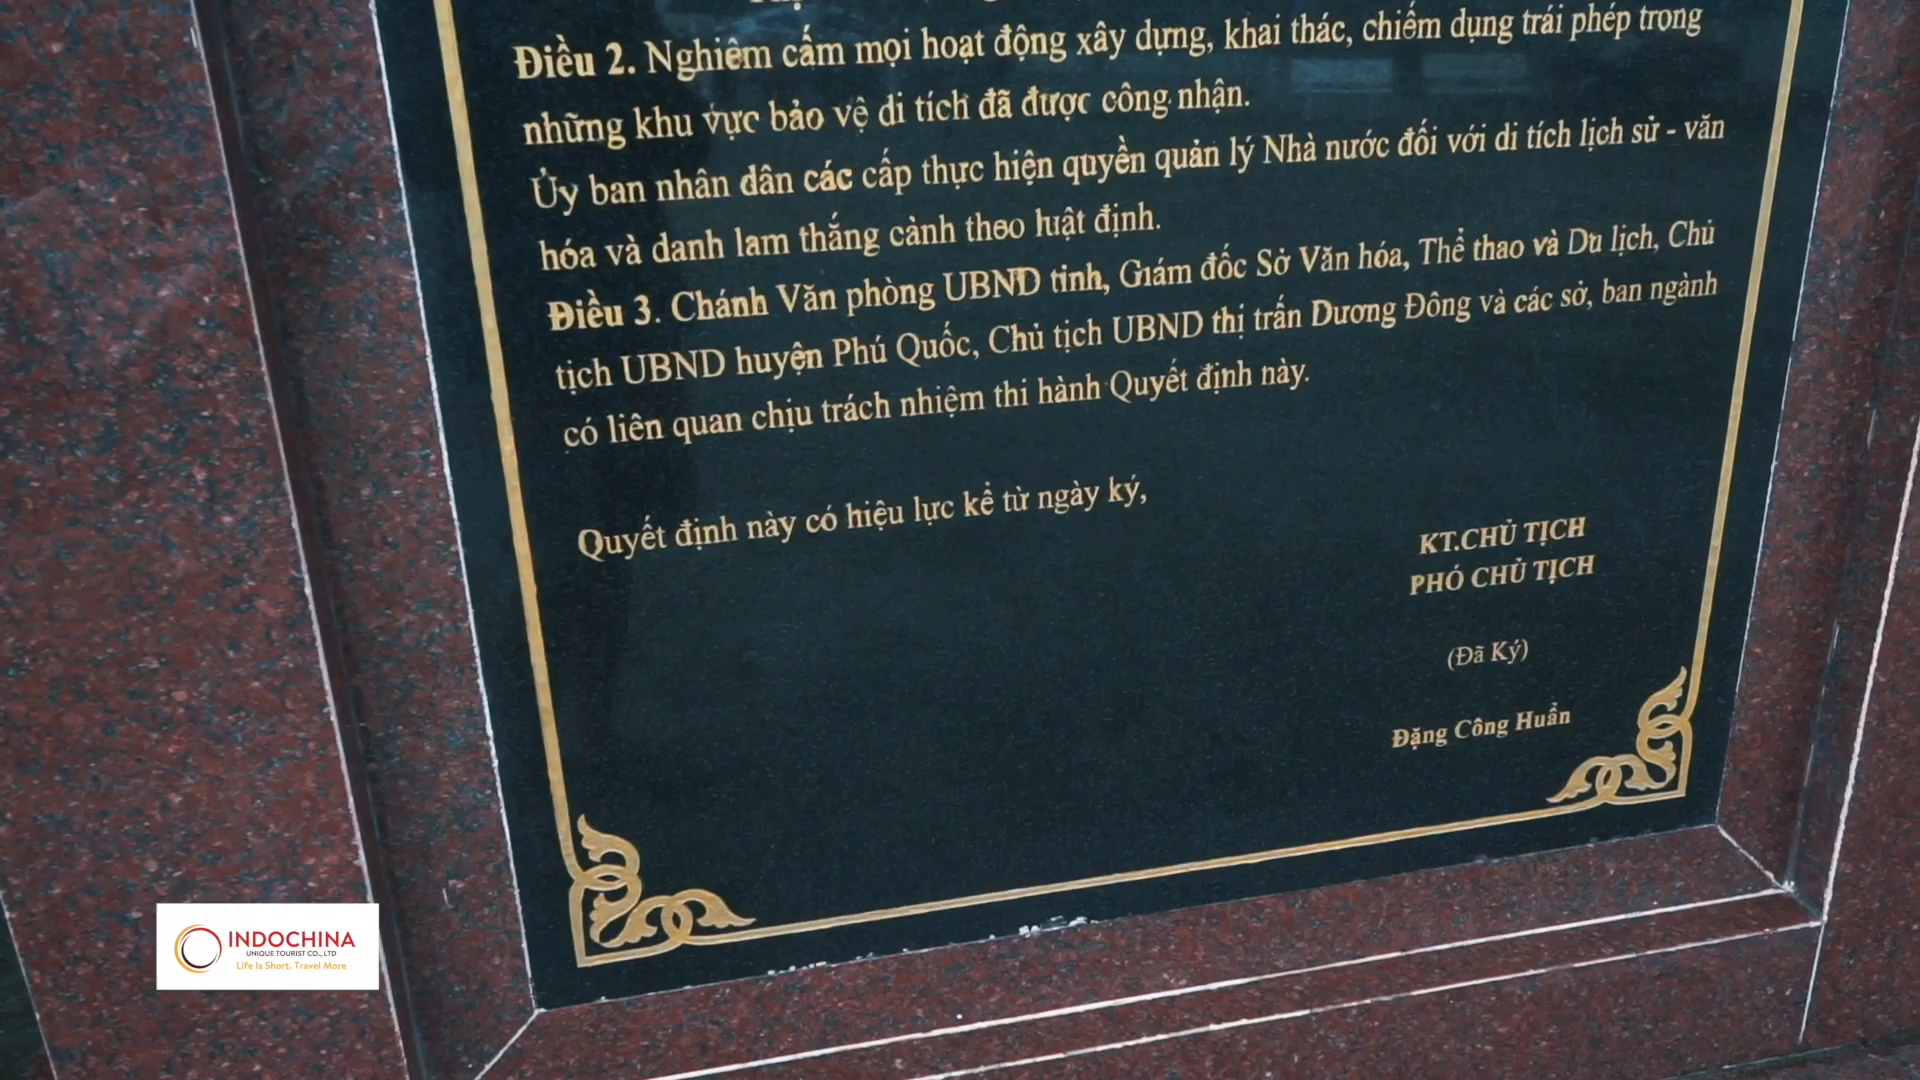 Điều 2. Nghiêm cấm mọi hoạt động xây dựng, khai thác, chiếm dụng trái phép trong
những khu vực bảo vệ di tích đã được công nhận.
Ủy ban nhân dân các cấp thực hiện quyền quản lý Nhà nước đối với di tích lịch sử - văn
hóa và danh lam thắng cảnh theo luật định.
Điều 3. Chánh Văn phòng UBND tỉnh, Giám đốc Sở Văn hóa, Thể thao và Du lịch, Chủ
tịch UBND huyện Phú Quốc, Chủ tịch UBND thị trấn Dương Đông và các sở, ban ngành
có liên quan chịu trách nhiệm thi hành Quyết định này.
Quyết định này có hiệu lực kể từ ngày ký,
KT.CHỦ TỊCH
PHÓ CHỦ TỊCH
(Đã Ký)
Đặng Công Huẩn
INDOCHINA
UNIQUE TOURIST CO., LTD
Life Is Short. Travel More